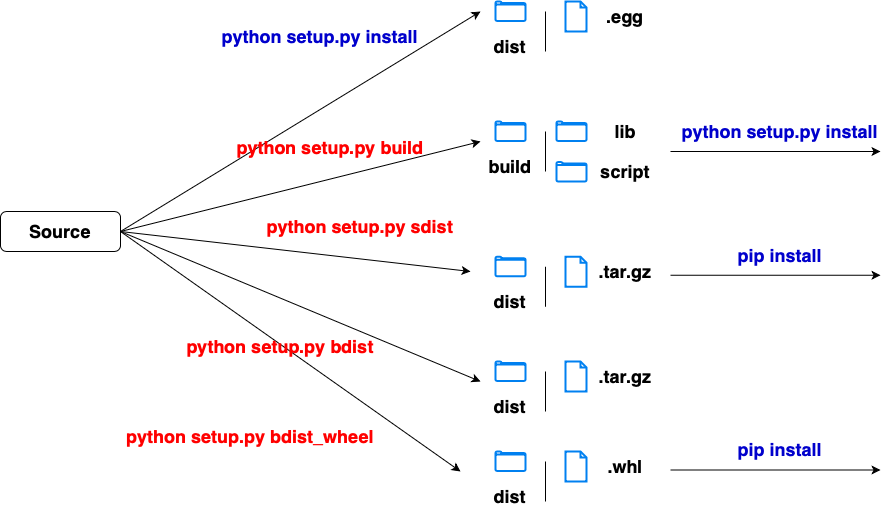 python setup.py install
.egg
dist
python setup.py build
lib
python setup.py install
build
script
Source
python setup.py sdist
.tar.gz
pip install
dist
python setup.py bdist
.tar.gz
dist
python setup.py bdist_wheel
.whl
pip install
dist